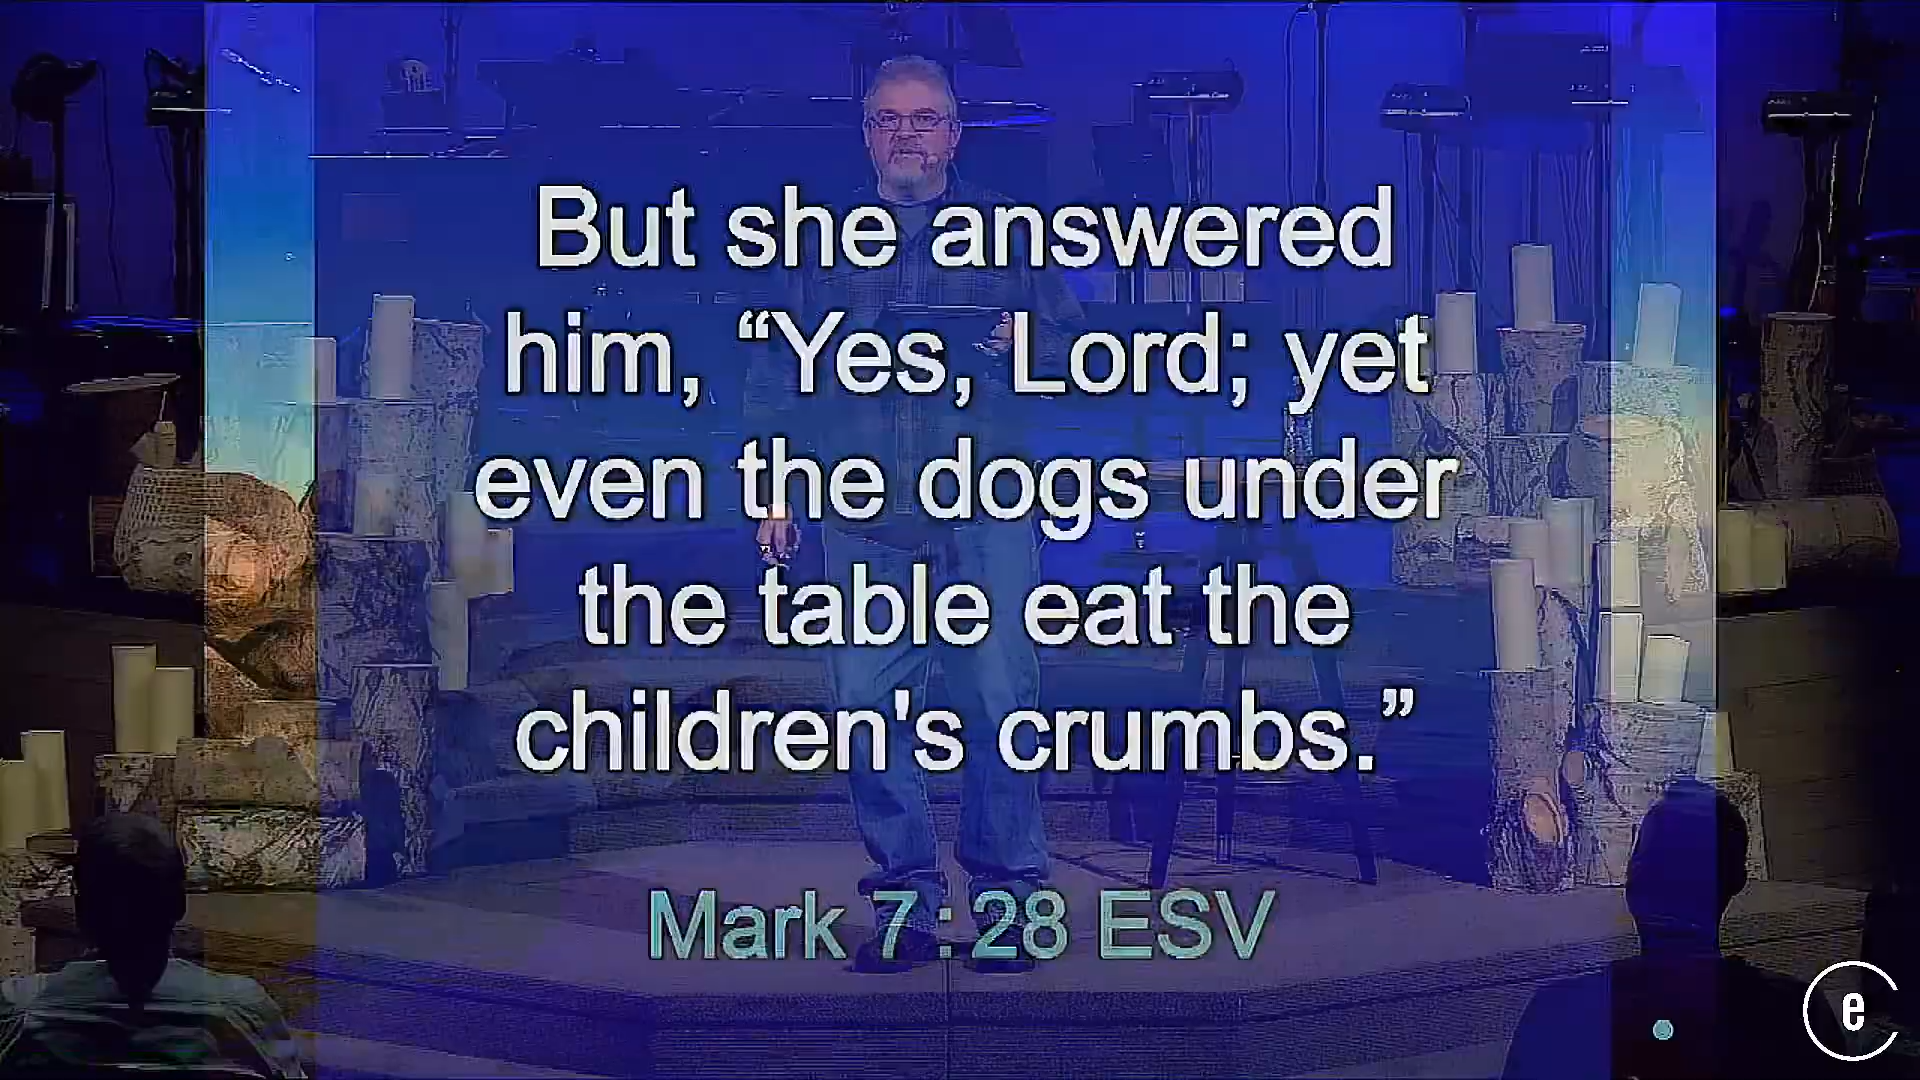 But she answered
him, “Yes, Lord; yet
even the dogs under
the table eat the
children's crumbs.”
Mark 7:28 ESV
e